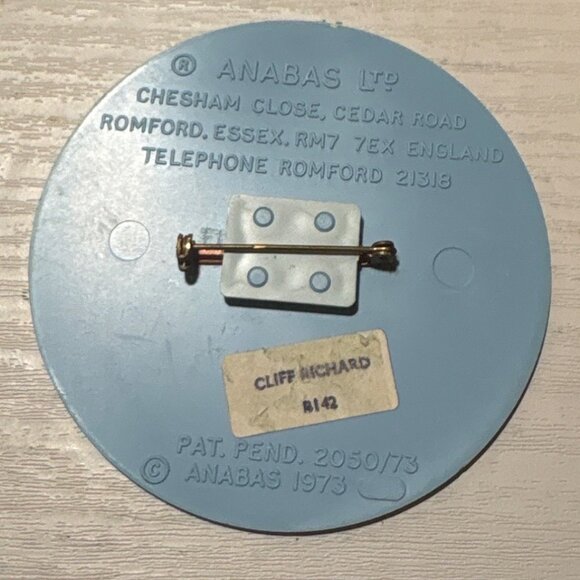 ® ANABAS LTD
CHESHAM CLOSE, CEDAR ROAD
ROMFORD. ESSEX. RM7 7EX ENGLAND
TELEPHONE ROMFORD 21318
CLIFF RICHARD
B142
PAT. PEND. 2050/73
© ANABAS 1973